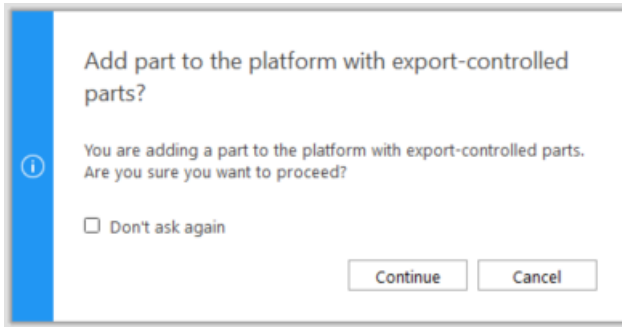 Add part to the platform with export-controlled
parts?
You are adding a part to the platform with export-controlled parts.
Are you sure you want to proceed?
Don't ask again
Continue Cancel